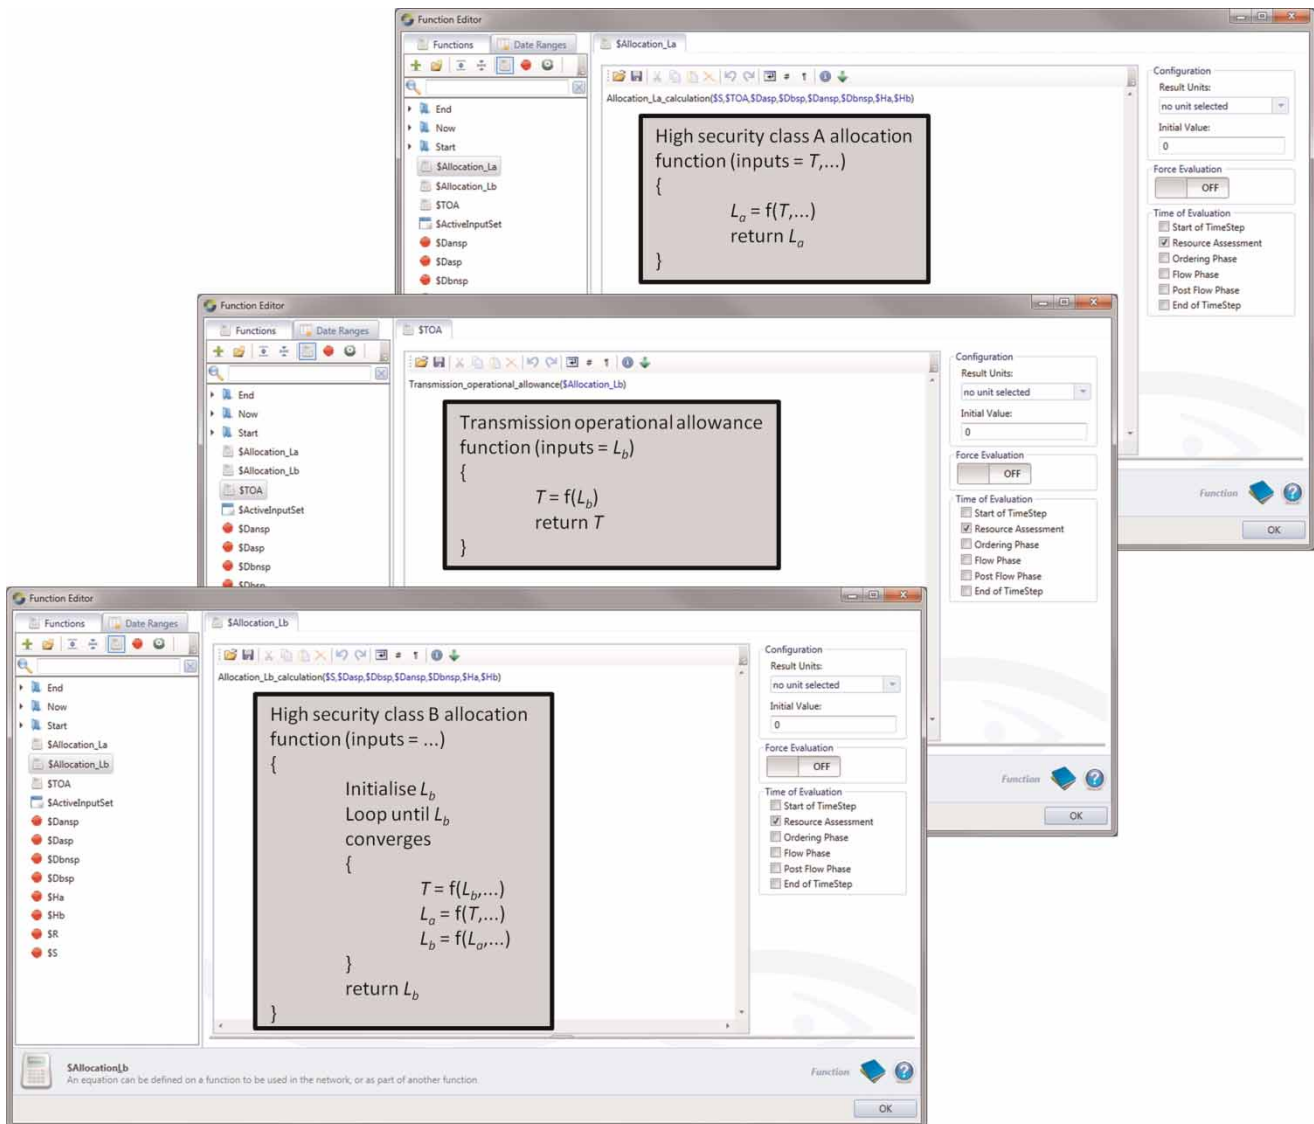 Function Editor
Functions
Date Ranges
$Allocation_La
Allocation_La_calculation($S,$TOA,$Dasp,$Dbsp,$Dansp,$Dbnsp,$Ha,$Hb)
End
Now
Start
$Allocation_La
$Allocation_Lb
$TOA
$ActiveInputSet
$Dansp
$Dasp
$Dbnsp
High security class A allocation
function (inputs = T,...)
{
La = f(T,...)
return La
}
Configuration
Result Units:
no unit selected
Initial Value:
0
Force Evaluation
OFF
Time of Evaluation
Start of TimeStep
Resource Assessment
Ordering Phase
Flow Phase
Post Flow Phase
End of TimeStep
Function
OK
Function Editor
Functions
Date Ranges
$TOA
Transmission_operational_allowance($Allocation_Lb)
End
Now
Start
$Allocation_La
$Allocation_Lb
$TOA
$ActiveInputSet
$Dansp
$Dasp
$Dbnsp
$Dbsp
Transmission operational allowance
function (inputs = Lb)
{
T = f(Lb)
return T
}
Configuration
Result Units:
no unit selected
Initial Value:
0
Force Evaluation
OFF
Time of Evaluation
Start of TimeStep
Resource Assessment
Ordering Phase
Flow Phase
Post Flow Phase
End of TimeStep
Function
OK
Function Editor
Functions
Date Ranges
$Allocation_Lb
Allocation_Lb_calculation($S,$Dasp,$Dbsp,$Dansp,$Dbnsp,$Ha,$Hb)
End
Now
Start
$Allocation_La
$Allocation_Lb
$TOA
$ActiveInputSet
$Dansp
$Dasp
$Dbnsp
$Dbsp
$Ha
$Hb
$R
$S
High security class B allocation
function (inputs = ...)
{
Initialise Lb
Loop until Lb
converges
{
T = f(Lb,...)
La = f(T,...)
Lb = f(La,...)
}
return Lb
}
Configuration
Result Units:
no unit selected
Initial Value:
0
Force Evaluation
OFF
Time of Evaluation
Start of TimeStep
Resource Assessment
Ordering Phase
Flow Phase
Post Flow Phase
End of TimeStep
$Allocation_Lb
An equation can be defined on a function to be used in the network, or as part of another function.
Function
OK